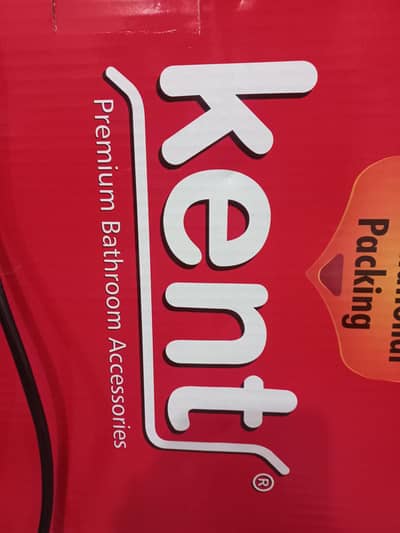 kent®
Premium Bathroom Accessories
Packing